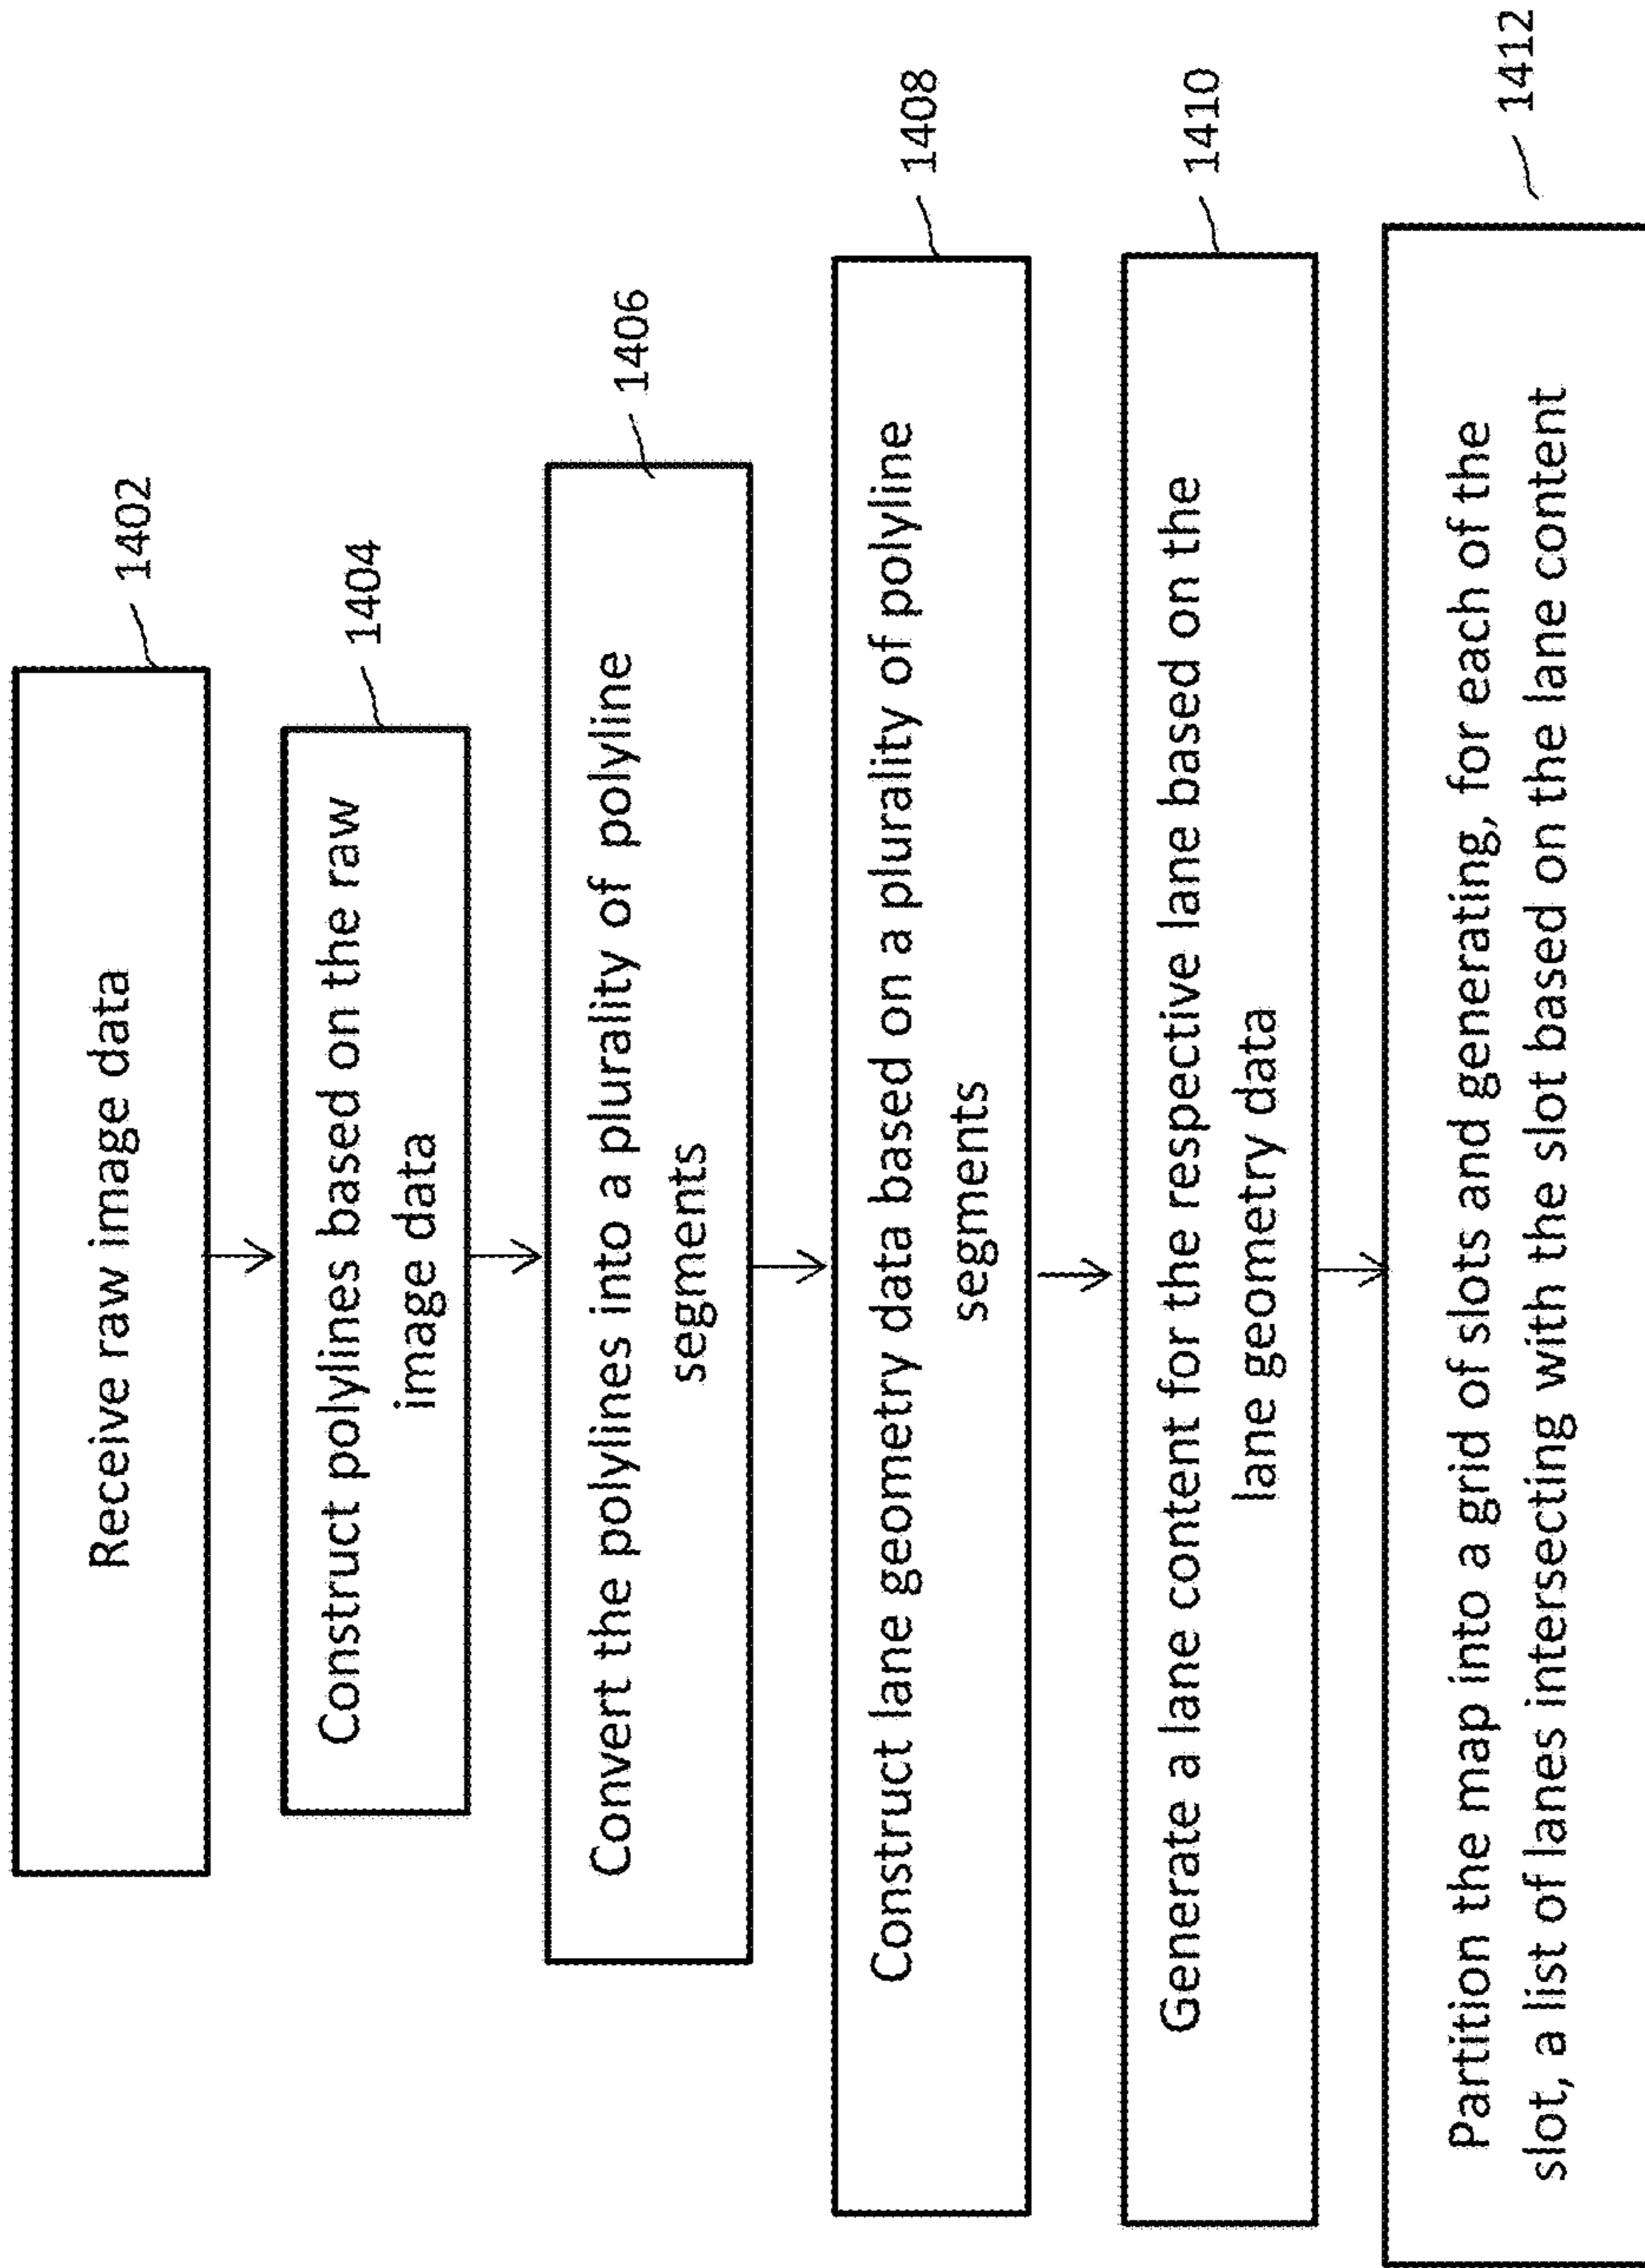 Receive raw image data
1402
Construct polylines based on the raw
image data
1404
Convert the polylines into a plurality of polyline
segments
1406
Construct lane geometry data based on a plurality of polyline
segments
1408
Generate a lane content for the respective lane based on the
lane geometry data
1410
Partition the map into a grid of slots and generating, for each of the
slot, a list of lanes intersecting with the slot based on the lane content
1412